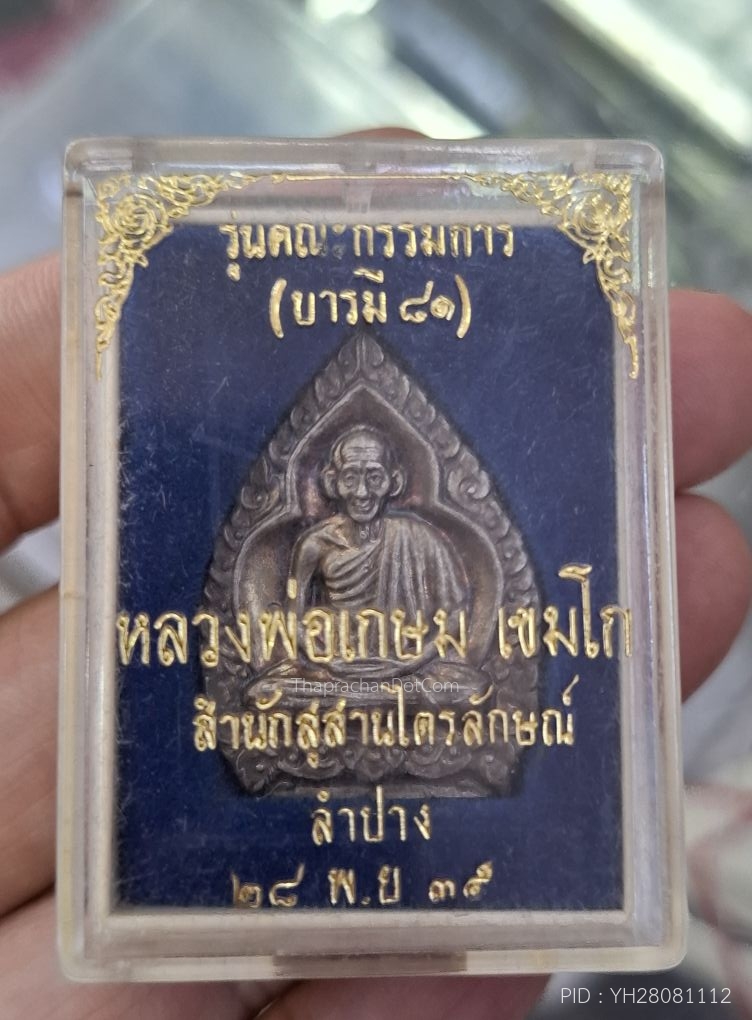 รุ่นคณะกรรมการ
(บารมี ๘๑)
หลวงพ่อเกษม เขมโก
สำนักสุสานไตรลักษณ์
ThaprachanDotCom
ลำปาง
๒๘ พ.ย ๓๕
PID : YH28081112